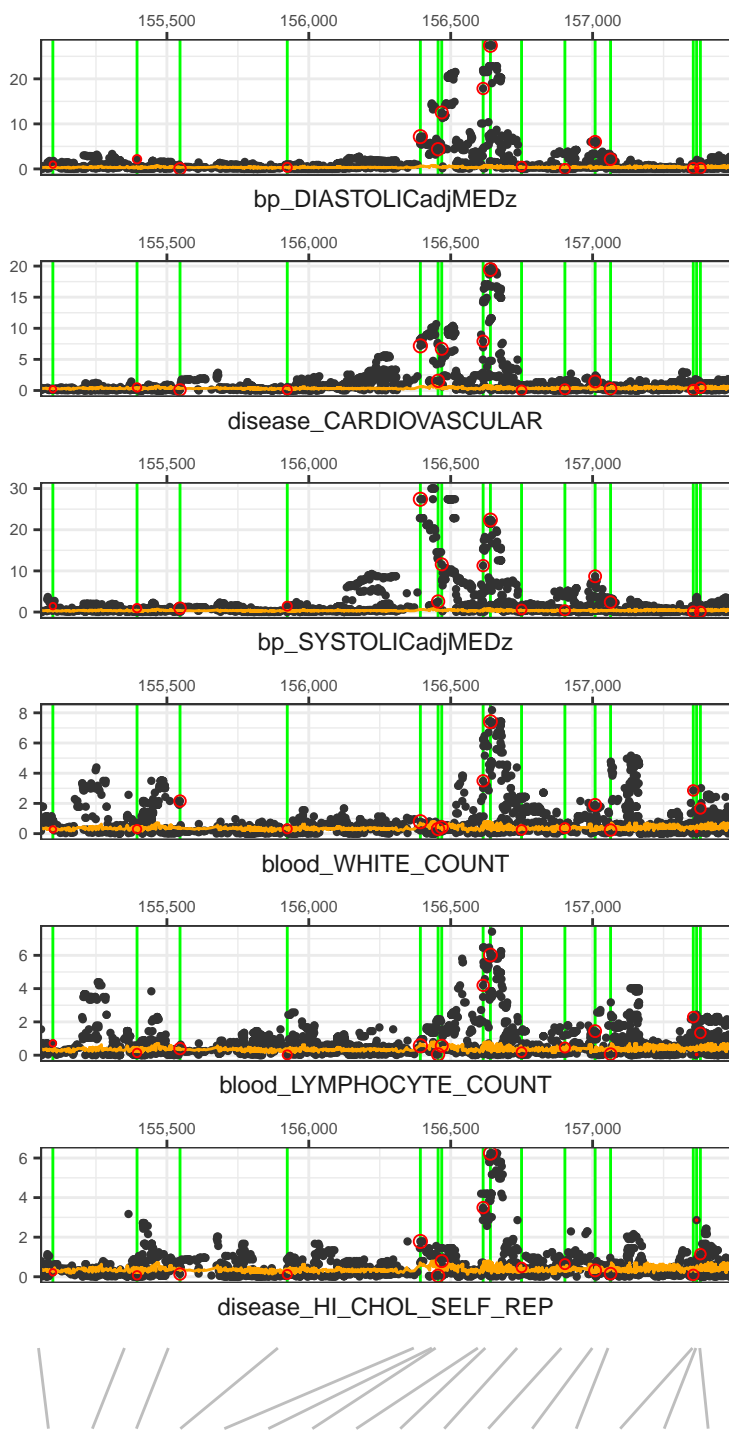 155,500 156,000 156,500 157,000
20
10
0
bp_DIASTOLICadjMEDz
155,500 156,000 156,500 157,000
20
15
10
5
0
disease_CARDIOVASCULAR
155,500 156,000 156,500 157,000
30
20
10
0
bp_SYSTOLICadjMEDz
155,500 156,000 156,500 157,000
8
6
4
2
0
blood_WHITE_COUNT
155,500 156,000 156,500 157,000
6
4
2
0
blood_LYMPHOCYTE_COUNT
155,500 156,000 156,500 157,000
6
4
2
0
disease_HI_CHOL_SELF_REP